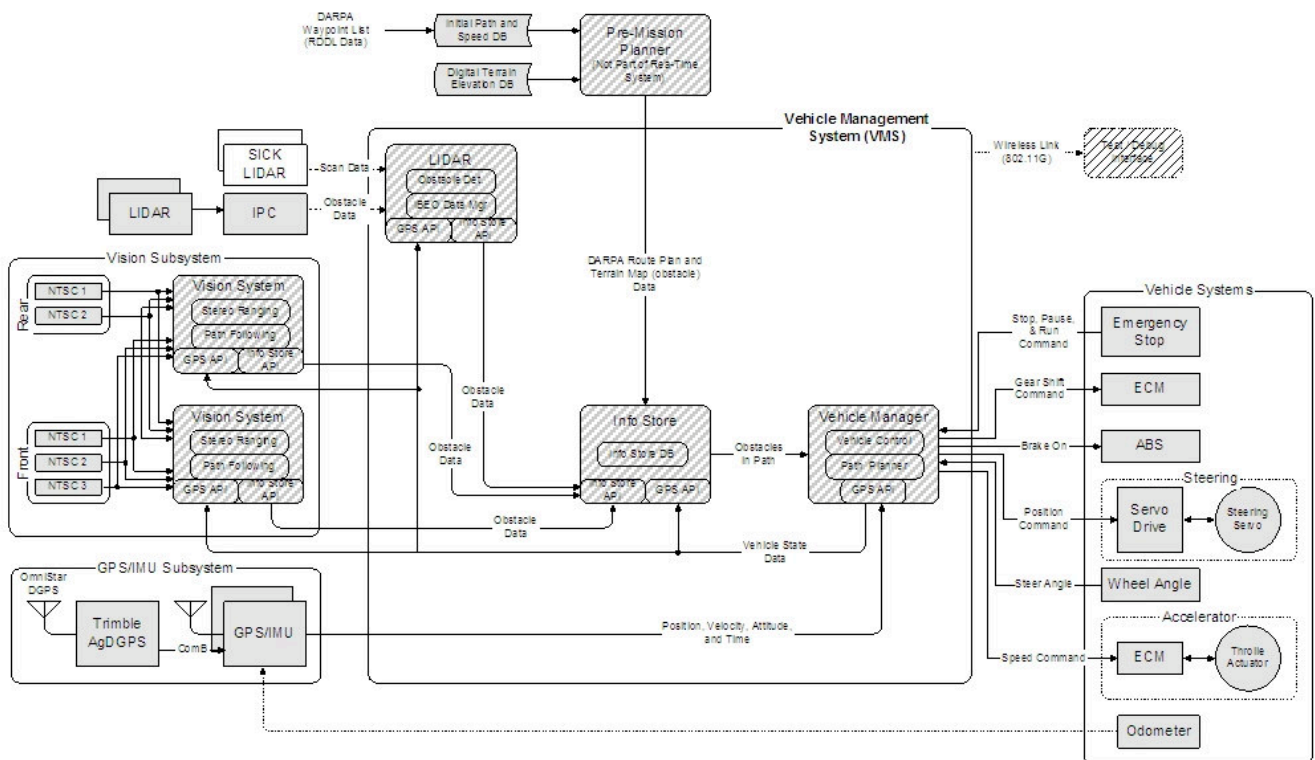 DARPA
Waypoint List
(RDDL Data)
Initial Path and
Speed DB
Digital Terrain
Elevation DB
Pre-Mission
Planner
(Not Part of Rea-Time
System)
Vehicle Management
System (VMS)
Wireless Link
(802.11G)
Test / Debug
Interface
SICK
LIDAR
Scan Data
LIDAR
IPC
Obstacle
Data
LIDAR
Obstacle Det
IBEO Data Mgr
GPS API
Info Store
API
DARPA Route Plan and
Terrain Map (obstacle)
Data
Vision Subsystem
Rear
NTSC 1
NTSC 2
Vision System
Stereo Ranging
Path Following
GPS API
Info Store
API
Front
NTSC 1
NTSC 2
NTSC 3
Vision System
Stereo Ranging
Path Following
GPS API
Info Store
API
Obstacle
Data
Obstacle
Data
Obstacle
Data
Info Store
Info Store DB
Info Store
API
GPS API
Obstacles
In Path
Vehicle Manager
Vehicle Control
Path Planner
GPS API
Vehicle State
Data
GPS/IMU Subsystem
OmniStar
DGPS
Trimble
AgDGPS
ComB
GPS/IMU
Position, Velocity, Attitude,
and Time
Vehicle Systems
Stop, Pause,
& Run
Command
Emergency
Stop
Gear Shift
Command
ECM
Brake On
ABS
Steering
Position
Command
Servo
Drive
Steering
Servo
Steer Angle
Wheel Angle
Accelerator
Speed Command
ECM
Throlle
Actuator
Odometer